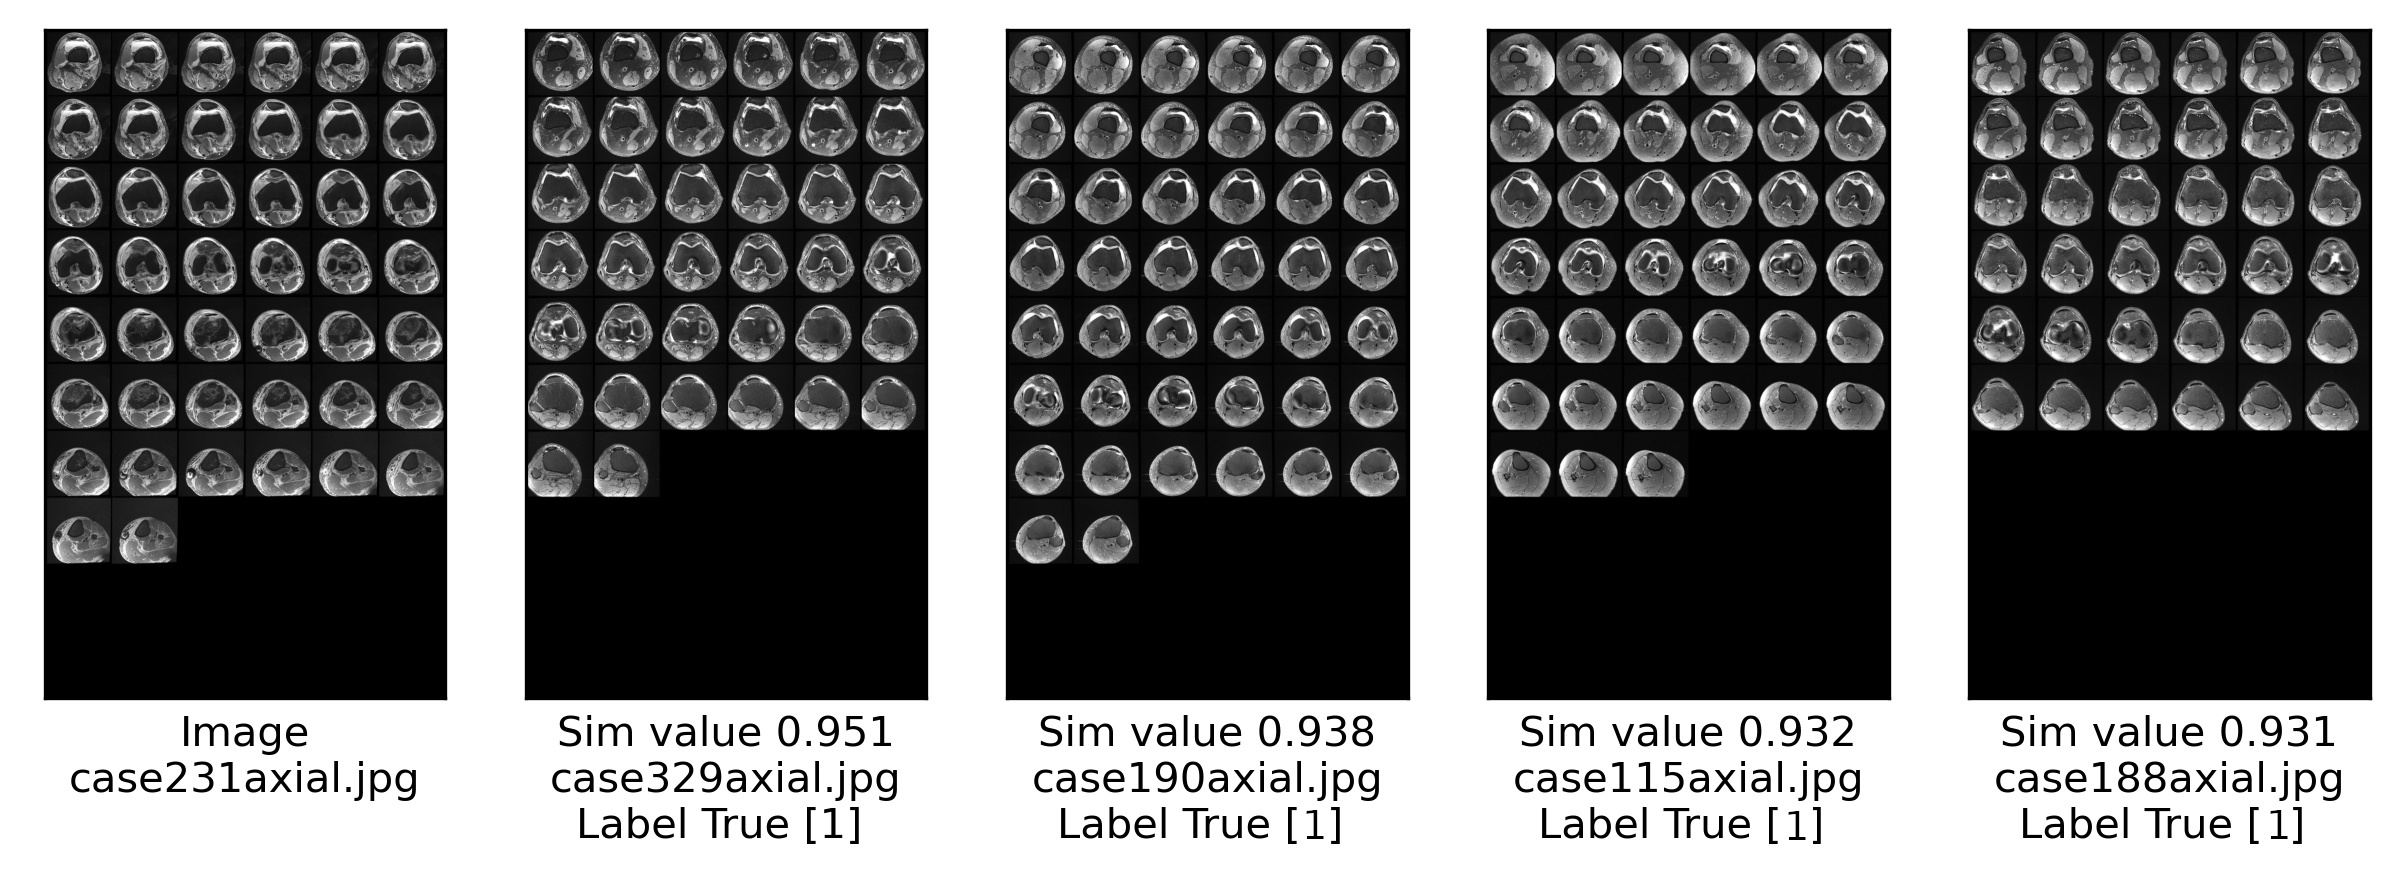 Image
case231axial.jpg
Sim value 0.951
case329axial.jpg
Label True [1]
Sim value 0.938
case190axial.jpg
Label True [1]
Sim value 0.932
case115axial.jpg
Label True [1]
Sim value 0.931
case188axial.jpg
Label True [1]